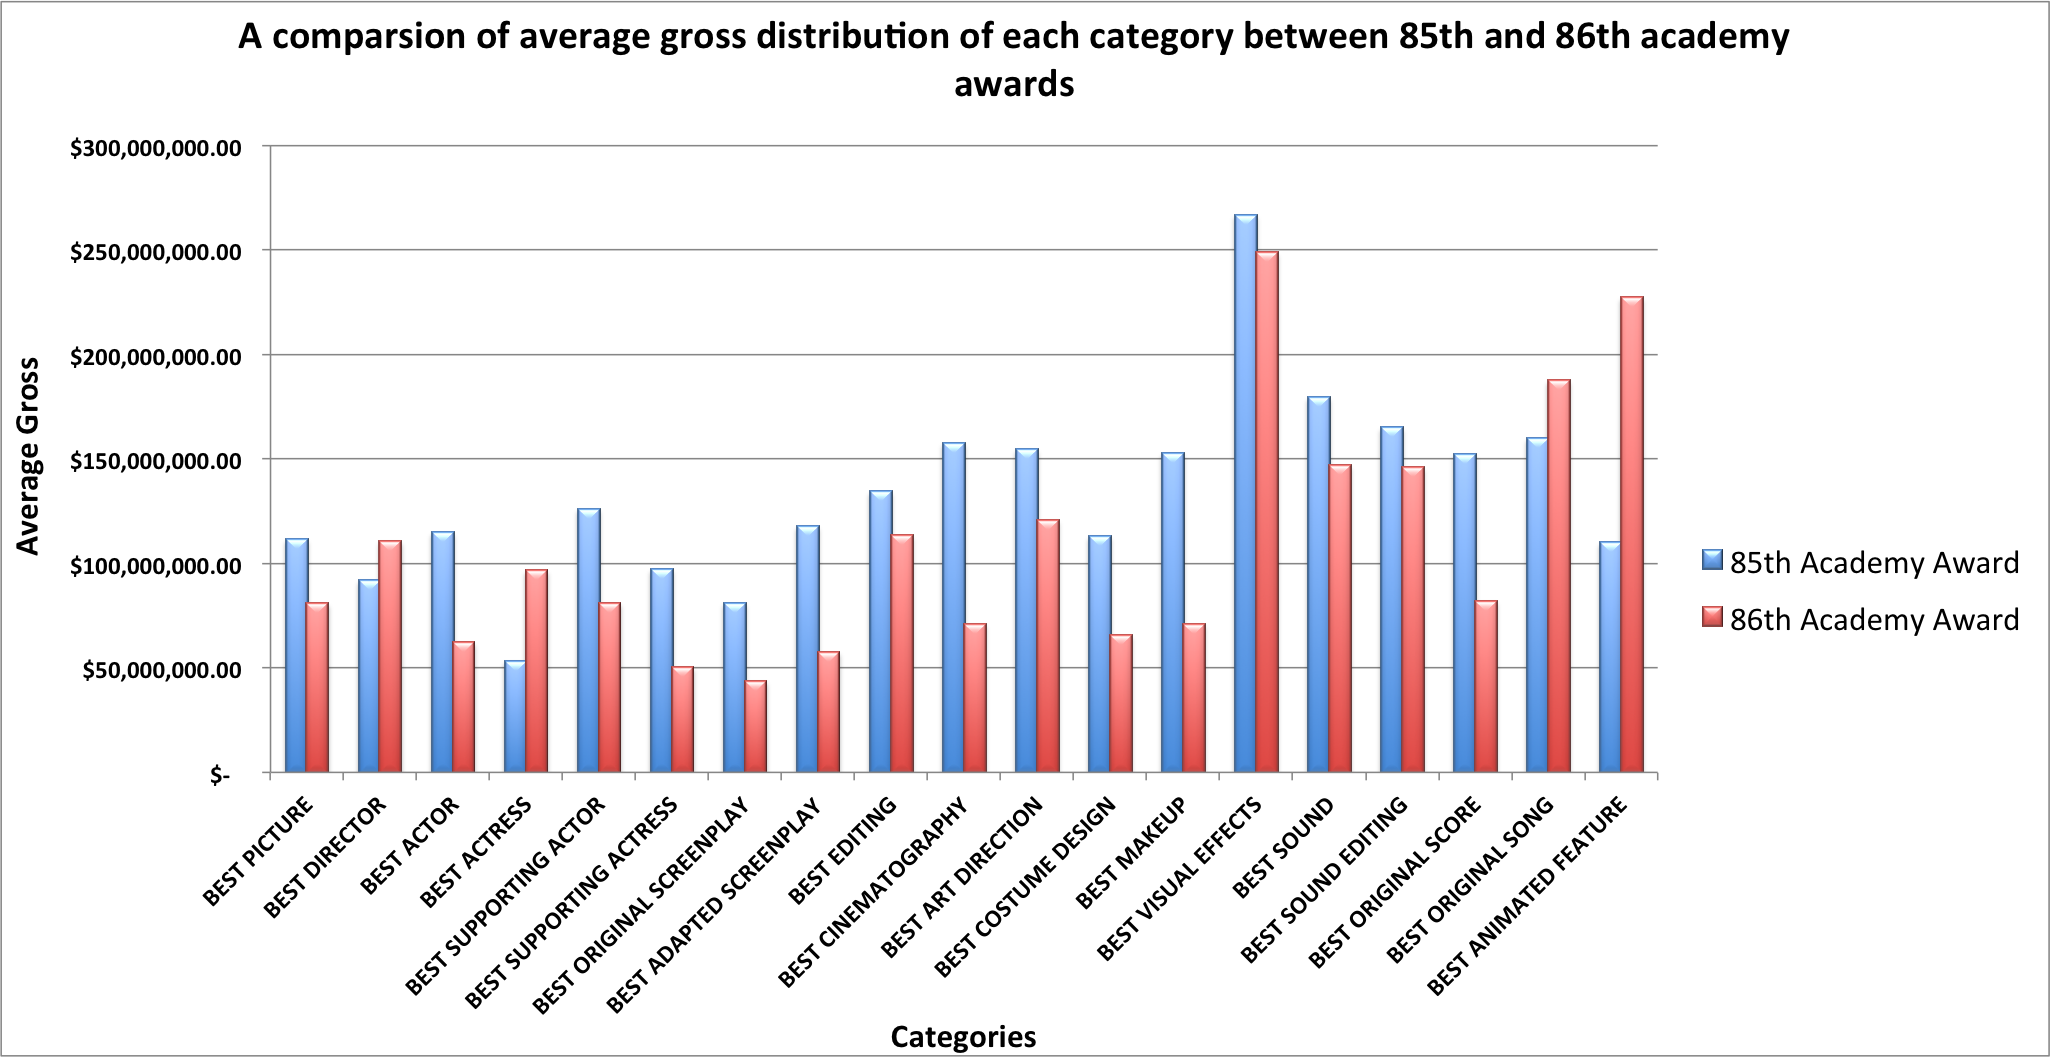 A comparsion of average gross distribution of each category between 85th and 86th academy
awards
$300,000,000.00
$250,000,000.00
$200,000,000.00
$150,000,000.00
$100,000,000.00
$50,000,000.00
$-
Average Gross
BEST PICTURE
BEST DIRECTOR
BEST ACTOR
BEST ACTRESS
BEST SUPPORTING ACTOR
BEST SUPPORTING ACTRESS
BEST ORIGINAL SCREENPLAY
BEST ADAPTED SCREENPLAY
BEST EDITING
BEST CINEMATOGRAPHY
BEST ART DIRECTION
BEST COSTUME DESIGN
BEST MAKEUP
BEST VISUAL EFFECTS
BEST SOUND
BEST SOUND EDITING
BEST ORIGINAL SCORE
BEST ORIGINAL SONG
BEST ANIMATED FEATURE
Categories
85th Academy Award
86th Academy Award